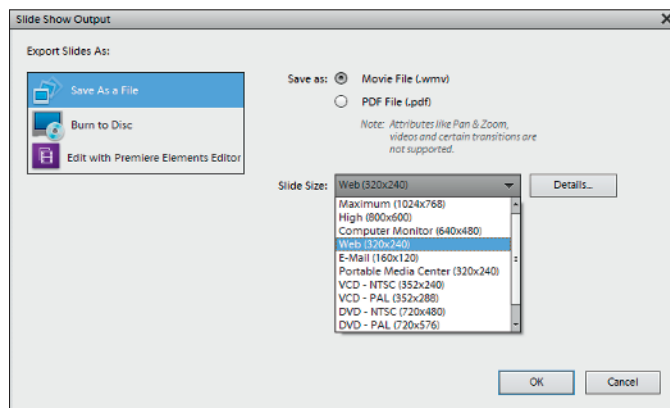 Slide Show Output
Export Slides As:
Save As a File
Burn to Disc
Edit with Premiere Elements Editor
Save as:
Movie File (.wmv)
PDF File (.pdf)
Note: Attributes like Pan & Zoom,
videos and certain transitions are
not supported.
Slide Size:
Web (320x240)
Details...
Maximum (1024x768)
High (800x600)
Computer Monitor (640x480)
Web (320x240)
E-Mail (160x120)
Portable Media Center (320x240)
VCD - NTSC (352x240)
VCD - PAL (352x288)
DVD - NTSC (720x480)
DVD - PAL (720x576)
OK
Cancel